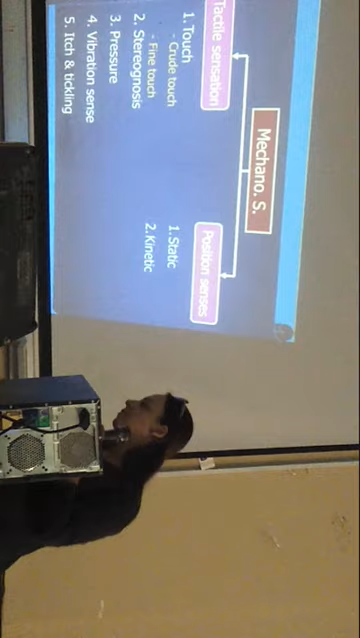 Mechano. S.
Tactile sensation
1. Touch
- Crude touch
- Fine touch
2. Stereognosis
3. Pressure
4. Vibration sense
5. Itch & tickling
Position senses
1. Static
2. Kinetic